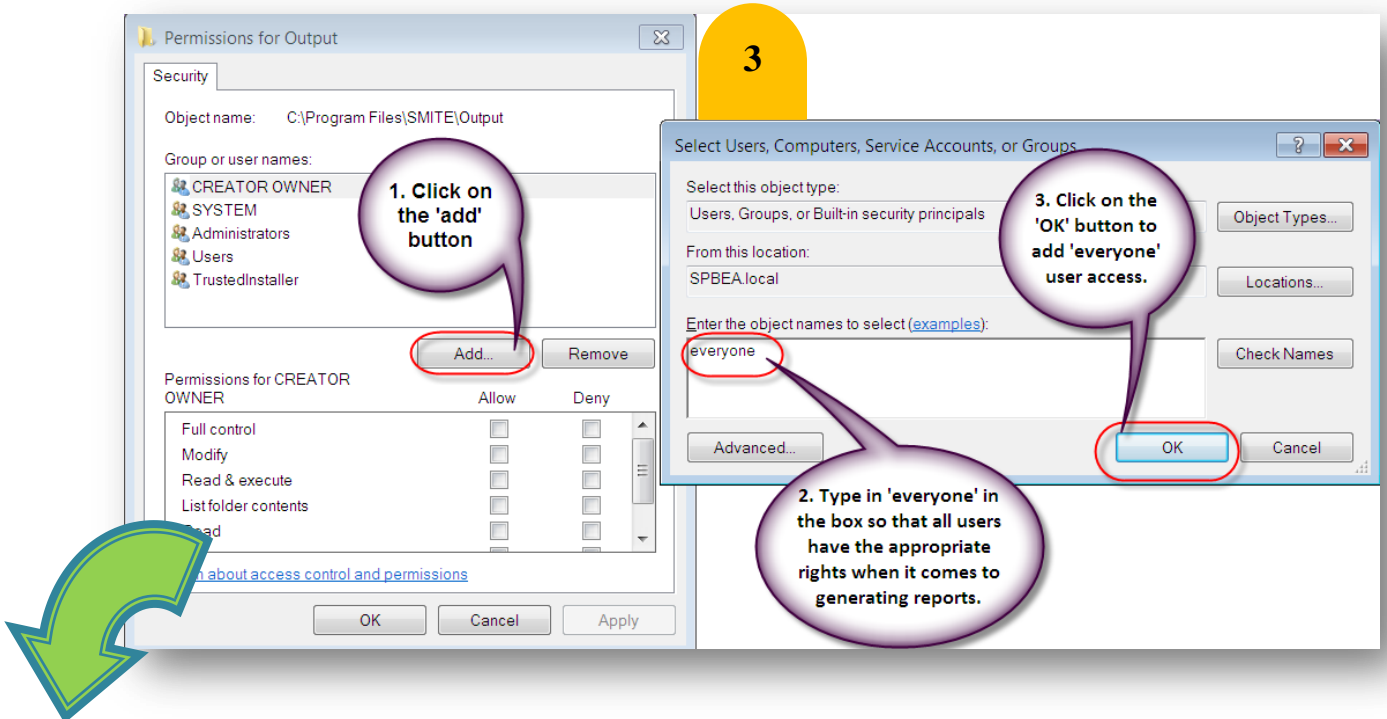 Permissions for Output
Security
Object name: C:\Program Files\SMITE\Output
Group or user names:
CREATOR OWNER
SYSTEM
Administrators
Users
TrustedInstaller
1. Click on
the 'add'
button
Add...
Remove
Permissions for CREATOR
OWNER
Allow
Deny
Full control
Modify
Read & execute
List folder contents
about access control and permissions
OK
Cancel
Apply
3
Select Users, Computers, Service Accounts, or Groups
Select this object type:
Users, Groups, or Built-in security principals
Object Types...
From this location:
SPBEA.local
Locations...
Enter the object names to select (examples):
everyone
Check Names
Advanced...
OK
Cancel
3. Click on the
'OK' button to
add 'everyone'
user access.
2. Type in 'everyone' in
the box so that all users
have the appropriate
rights when it comes to
generating reports.